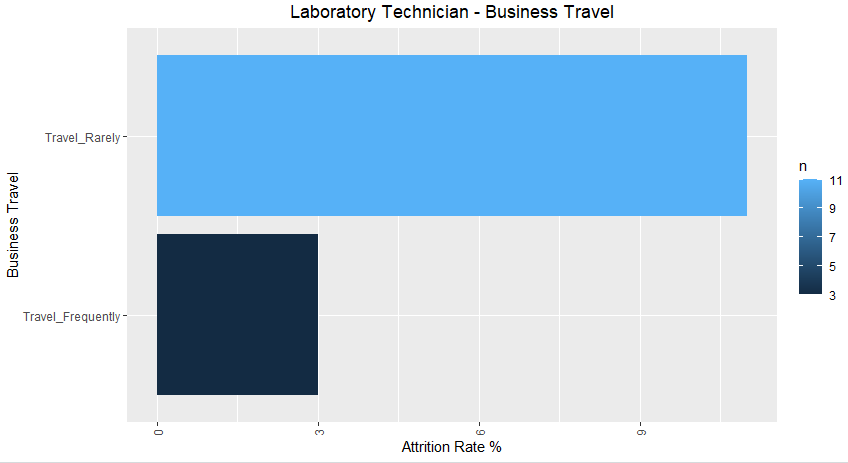 Laboratory Technician - Business Travel
Business Travel
Travel_Rarely
Travel_Frequently
0
3
6
9
Attrition Rate %
n
11
9
7
5
3